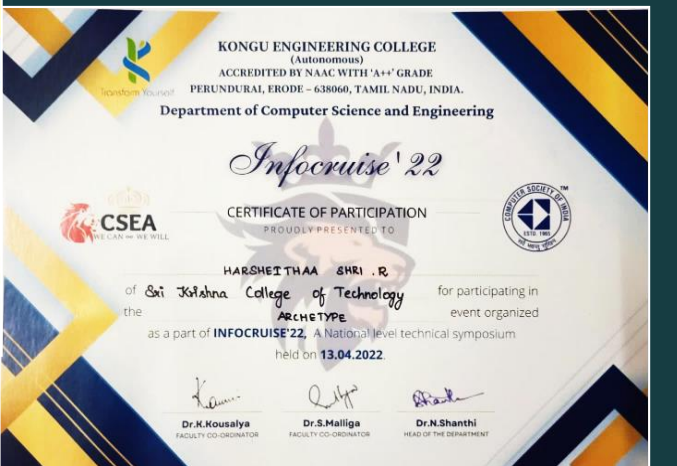 KONGU ENGINEERING COLLEGE
(Autonomous)
ACCREDITED BY NAAC WITH 'A++' GRADE
PERUNDURAI, ERODE – 638060, TAMIL NADU, INDIA.
Transform Yourself
Department of Computer Science and Engineering
Infocruise'22
CSEA
WE CAN WE WILL
CERTIFICATE OF PARTICIPATION
PROUDLY PRESENTED TO
COMPUTER SOCIETY OF INDIA
TM
ESTD. 1965
HARSHEITHAA SHRI .R
of Sri Krishna College of Technology for participating in
the ARCHETYPE event organized
as a part of INFOCRUISE'22, A National level technical symposium
held on 13.04.2022.
Dr.K.Kousalya
FACULTY CO-ORDINATOR
Dr.S.Malliga
FACULTY CO-ORDINATOR
Dr.N.Shanthi
HEAD OF THE DEPARTMENT